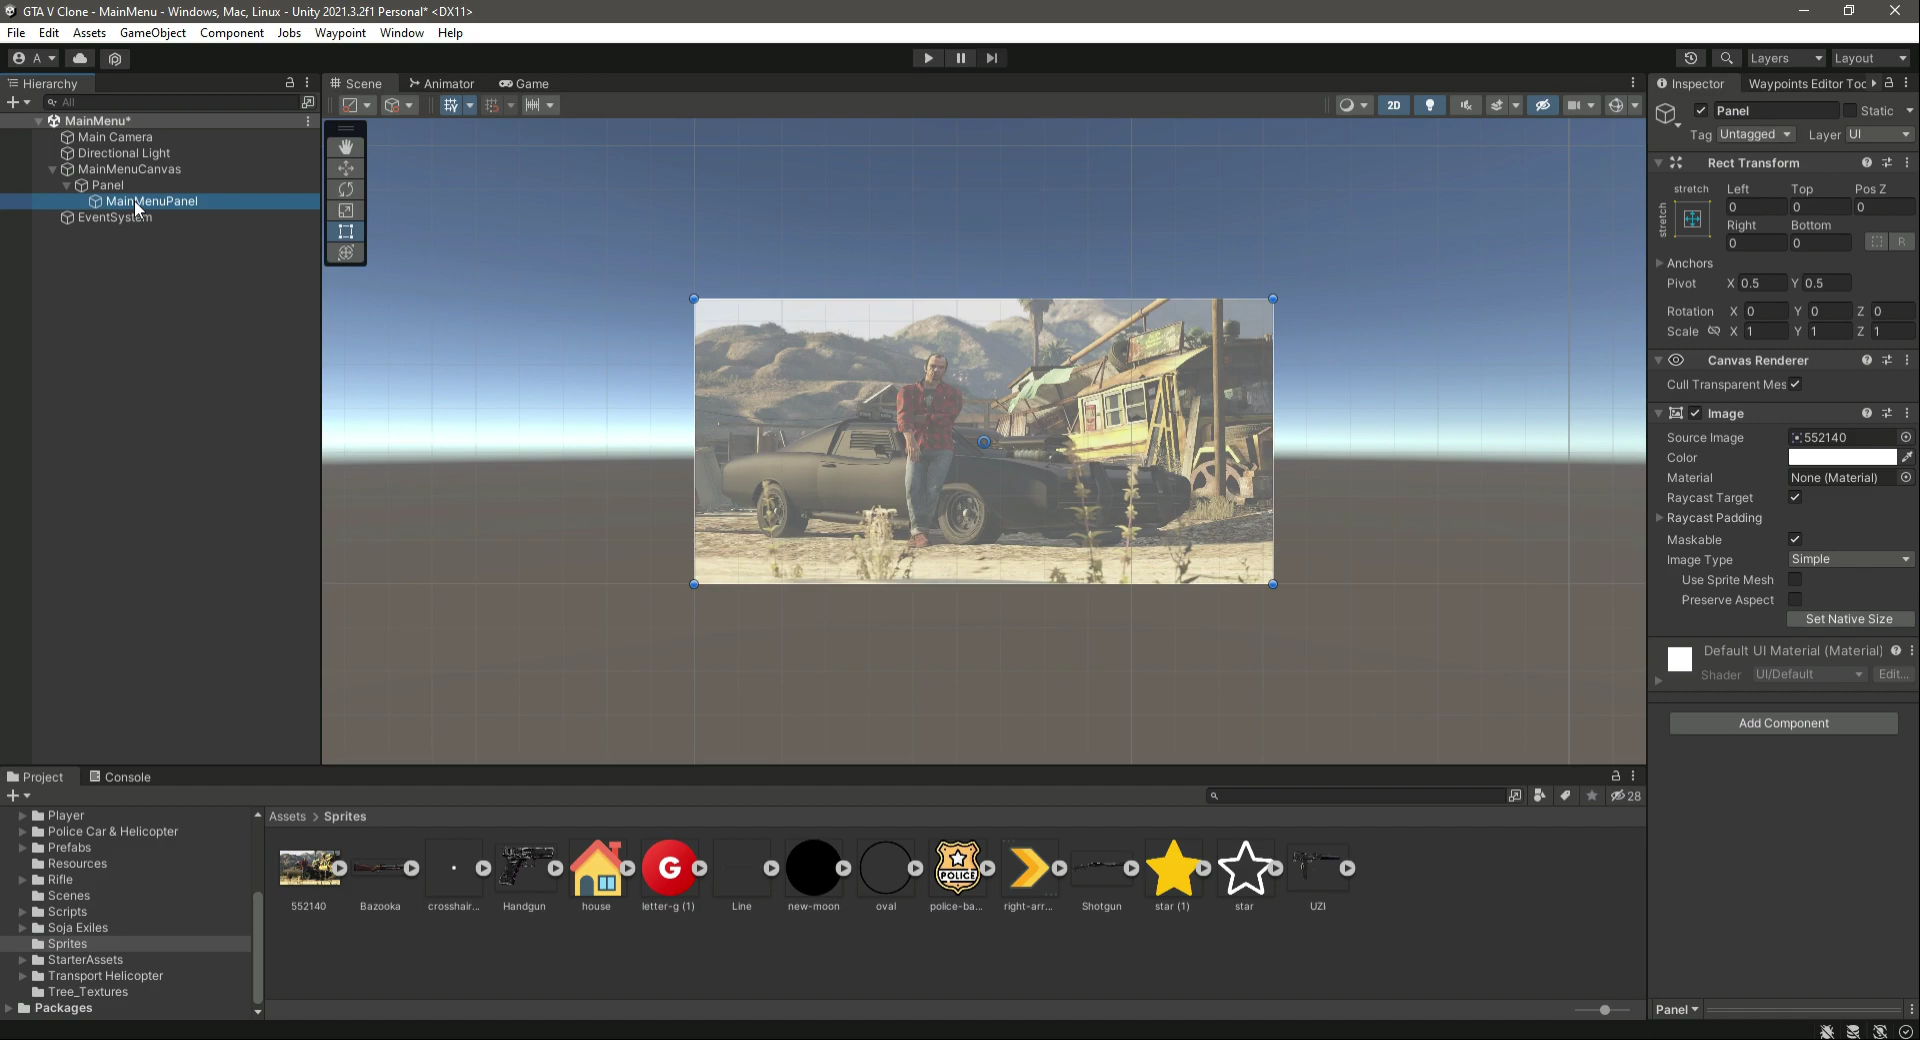 GTA V Clone - MainMenu - Windows, Mac, Linux - Unity 2021.3.2f1 Personal* <DX11>
File Edit Assets GameObject Component Jobs Waypoint Window Help
A
Layers Layout
Hierarchy
All
MainMenu*
Main Camera
Directional Light
MainMenuCanvas
Panel
MainMenuPanel
EventSystem
Scene Animator Game
2D
Inspector Waypoints Editor Too
Panel Static
Tag Untagged Layer UI
Rect Transform
stretch Left Top Pos Z
stretch
0 0 0
Right Bottom
0 0 R
Anchors
Pivot X 0.5 Y 0.5
Rotation X 0 Y 0 Z 0
Scale X 1 Y 1 Z 1
Canvas Renderer
Cull Transparent Mes
Image
Source Image 552140
Color
Material None (Material)
Raycast Target
Raycast Padding
Maskable
Image Type Simple
Use Sprite Mesh
Preserve Aspect
Set Native Size
Default UI Material (Material)
Shader UI/Default Edit...
Add Component
Panel
Project Console
28
Player
Police Car & Helicopter
Prefabs
Resources
Rifle
Scenes
Scripts
Soja Exiles
Sprites
StarterAssets
Transport Helicopter
Tree_Textures
Packages
Assets > Sprites
G
POLICE
552140 Bazooka crosshair... Handgun house letter-g (1) Line new-moon oval police-ba... right-arr... Shotgun star (1) star UZI